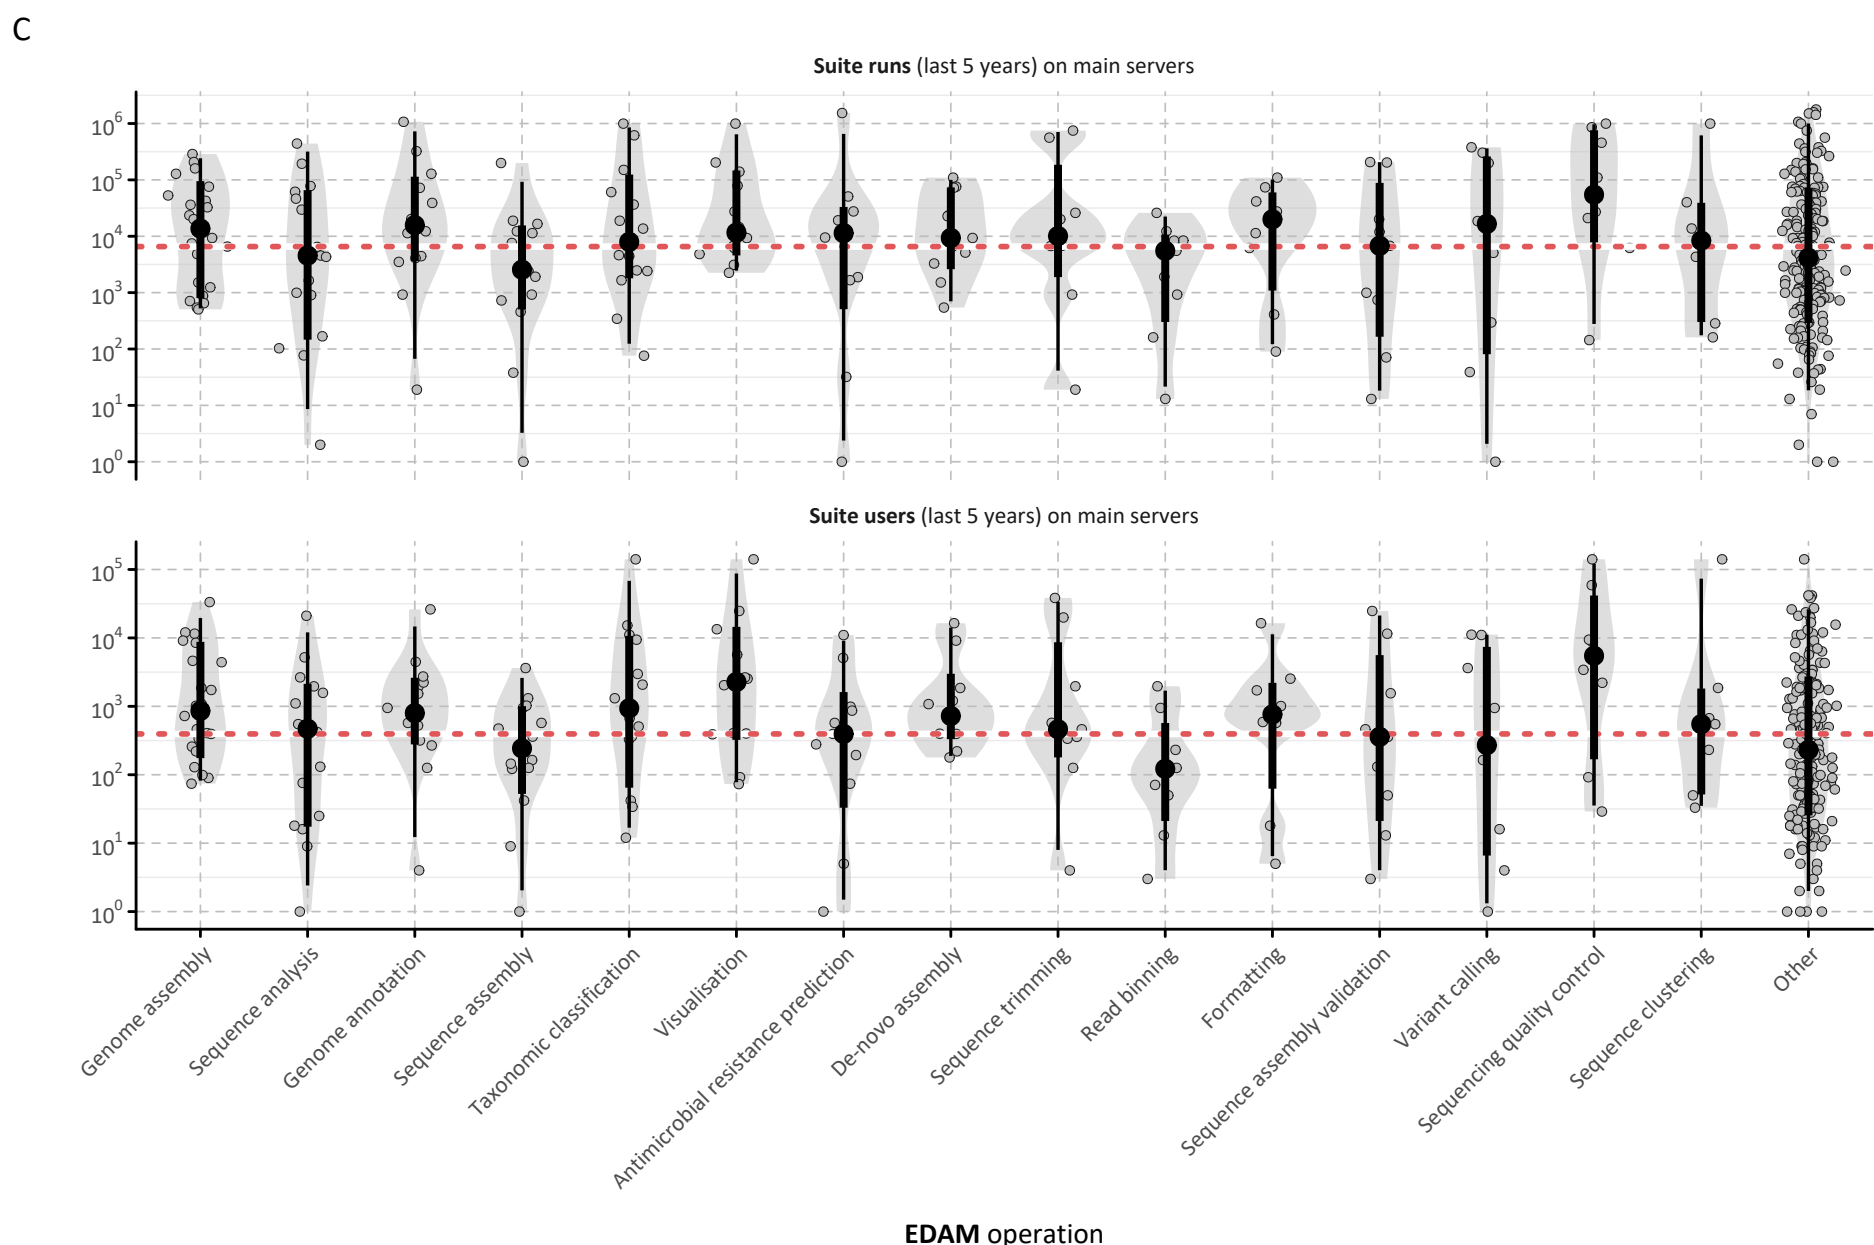 C
Suite runs (last 5 years) on main servers
10^6
10^5
10^4
10^3
10^2
10^1
10^0
Suite users (last 5 years) on main servers
10^5
10^4
10^3
10^2
10^1
10^0
Genome assembly
Sequence analysis
Genome annotation
Sequence assembly
Taxonomic classification
Visualisation
Antimicrobial resistance prediction
De-novo assembly
Sequence trimming
Read binning
Formatting
Sequence assembly validation
Variant calling
Sequencing quality control
Sequence clustering
Other
EDAM operation